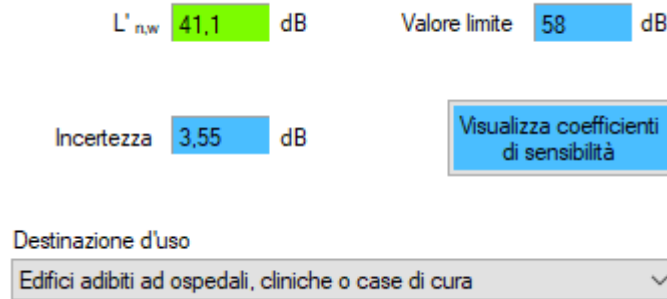 L' n,w 41,1 dB Valore limite 58 dB
Incertezza 3,55 dB Visualizza coefficienti
di sensibilità
Destinazione d'uso
Edifici adibiti ad ospedali, cliniche o case di cura